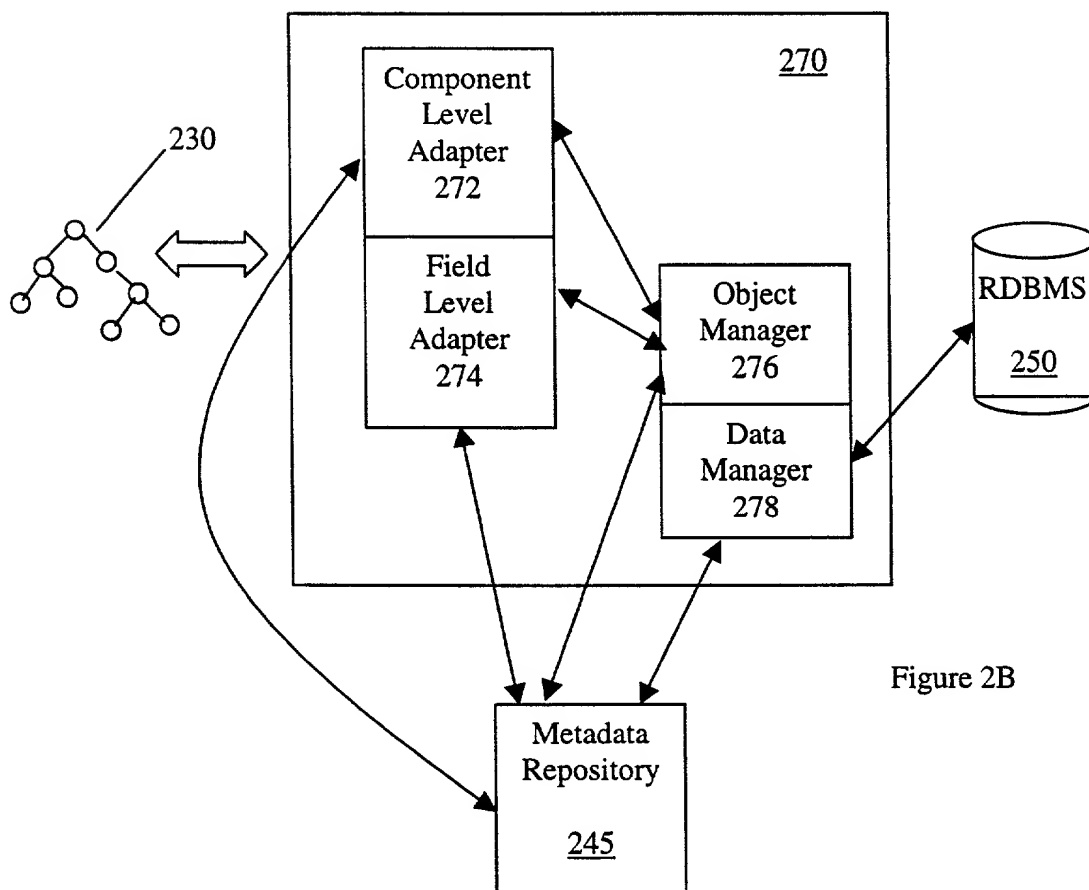 270
Component
Level
Adapter
272
230
Field
Level
Adapter
274
Object
Manager
276
RDBMS
250
Data
Manager
278
Figure 2B
Metadata
Repository
245